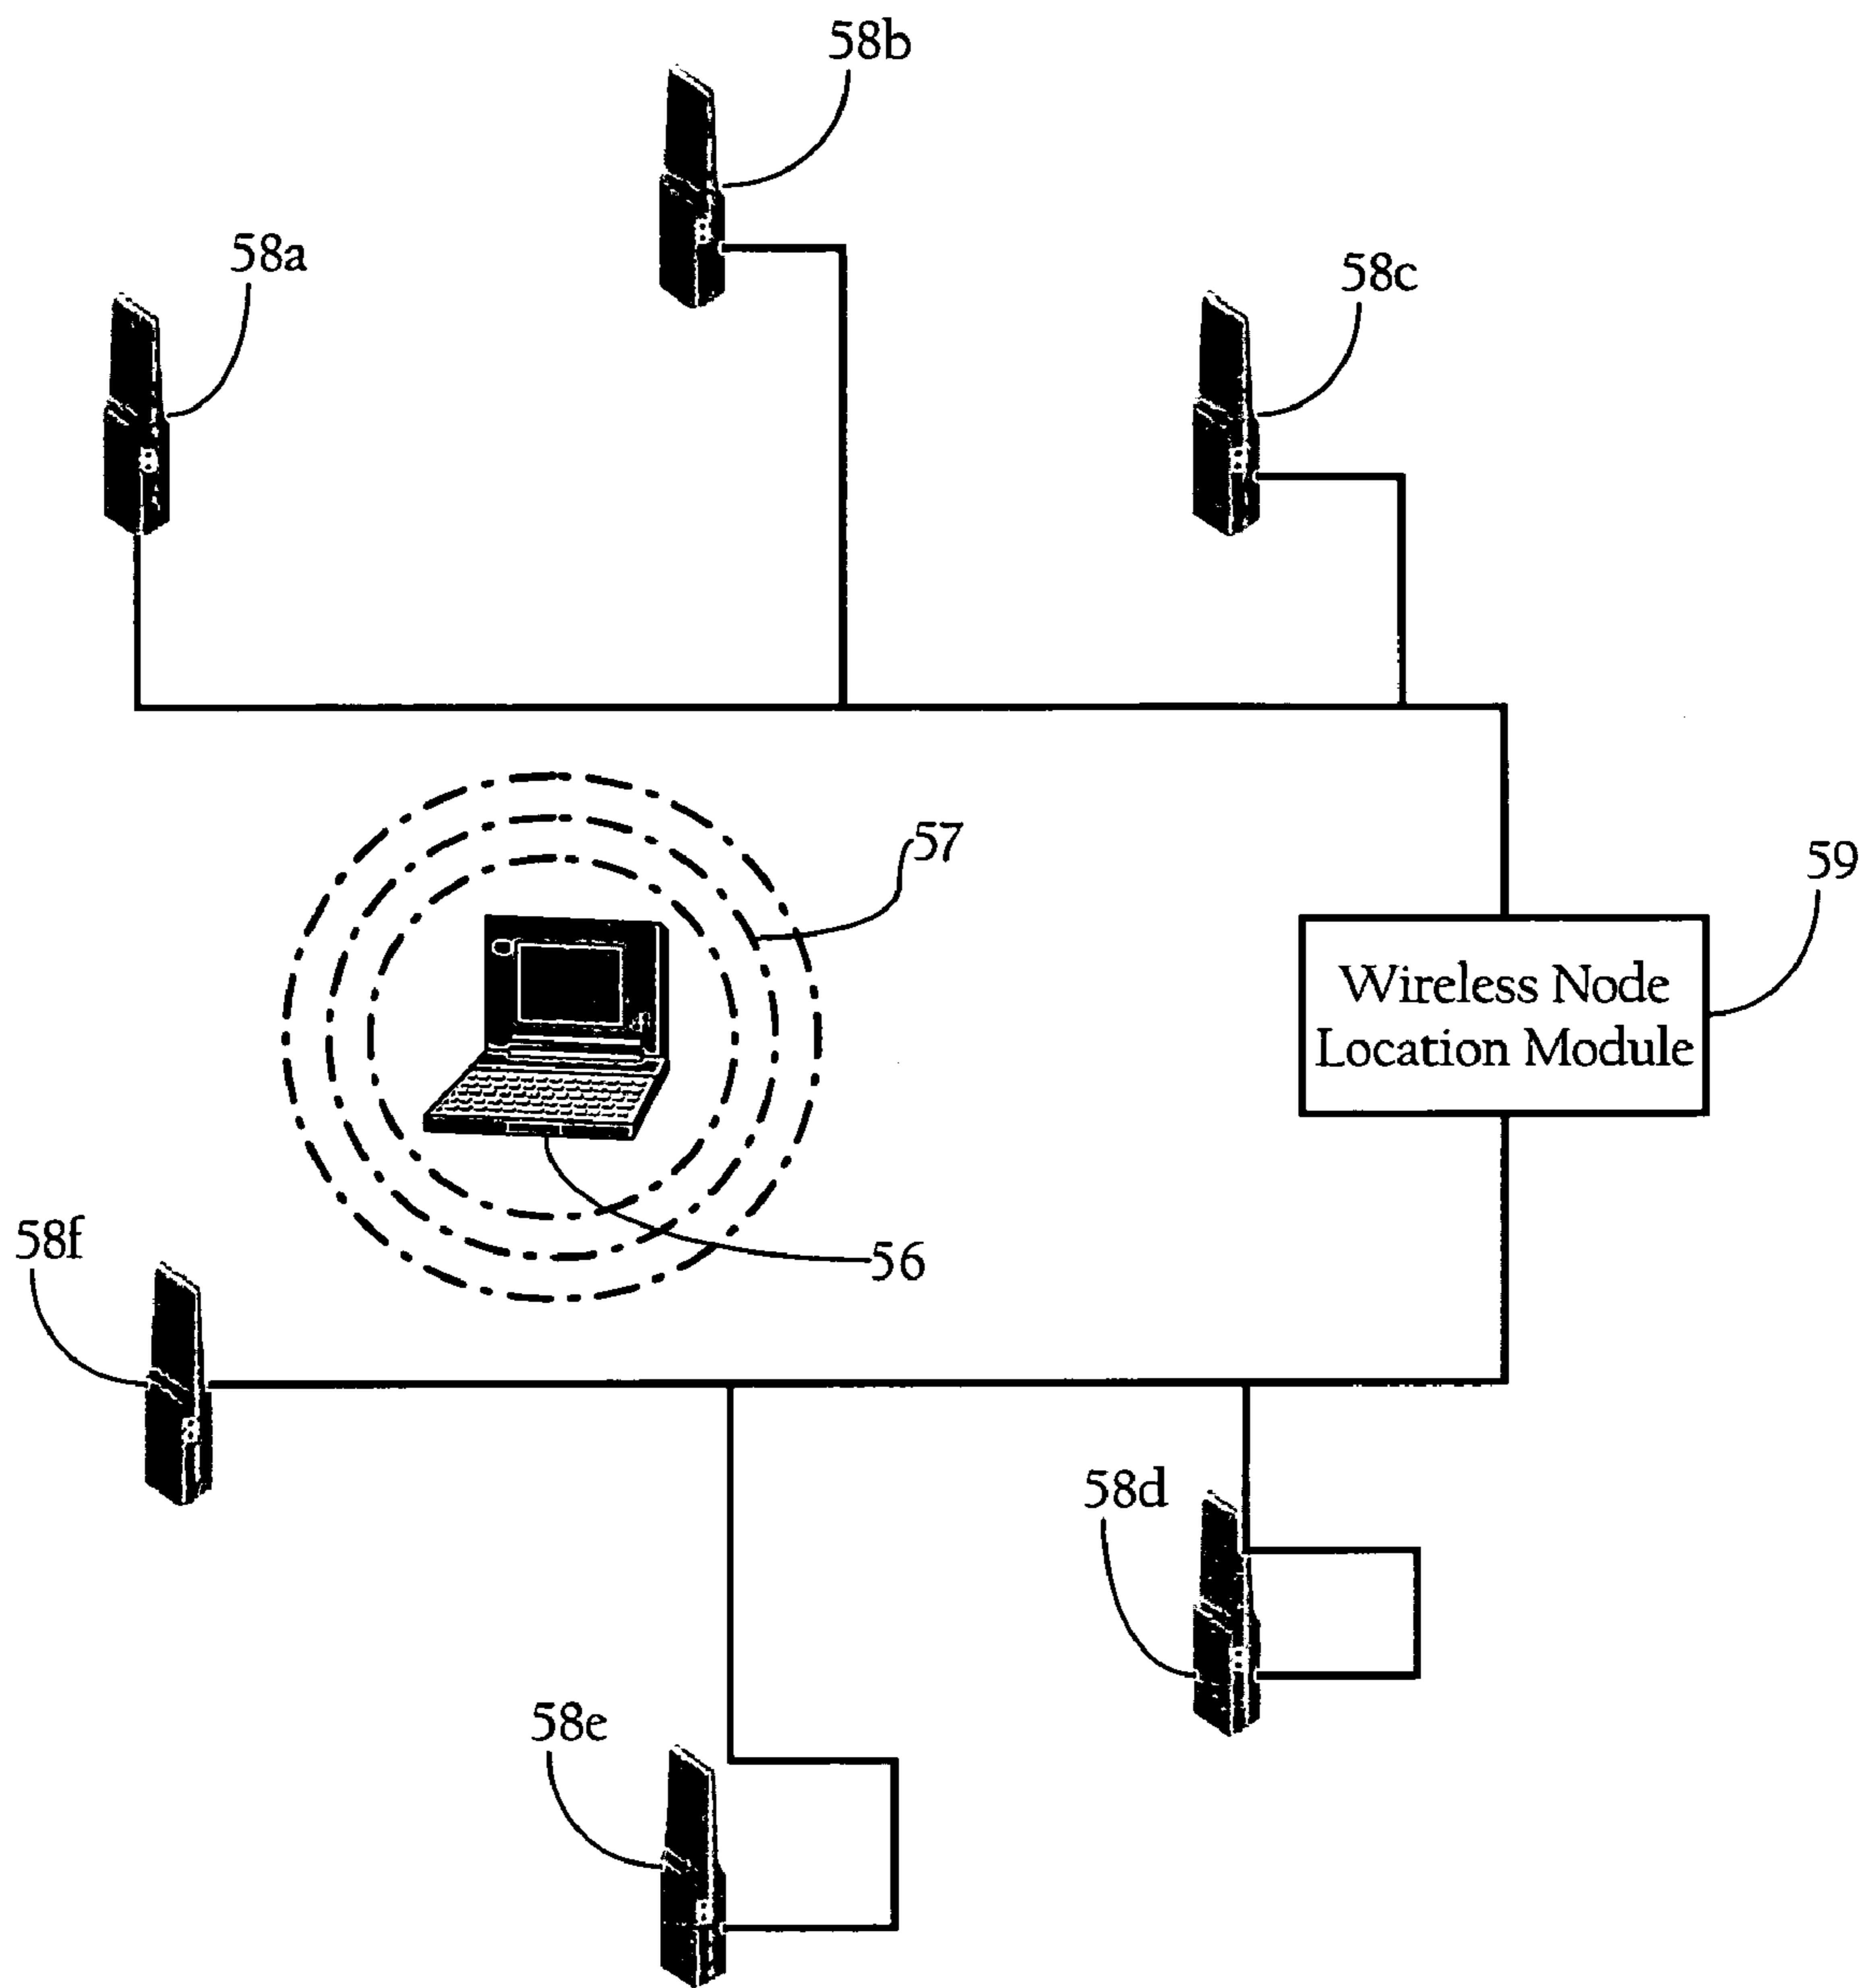 58b
58a
58c
57
59
Wireless Node
Location Module
58f
56
58d
58e